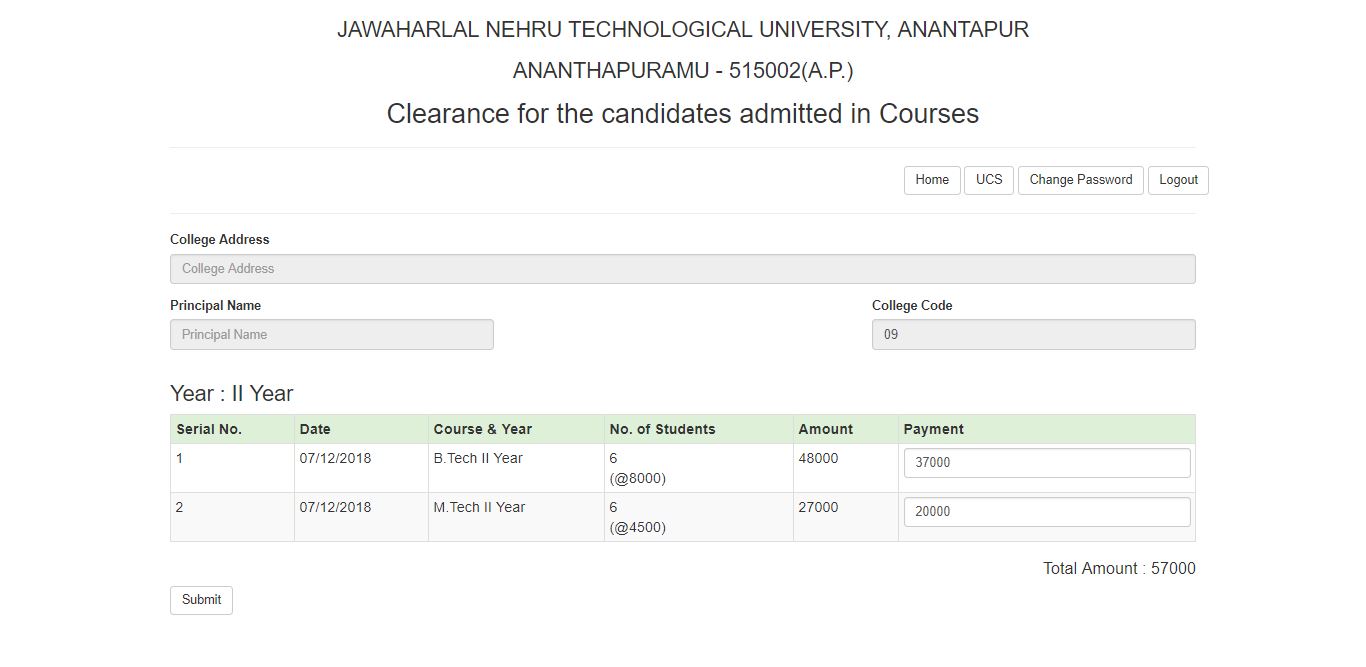 JAWAHARLAL NEHRU TECHNOLOGICAL UNIVERSITY, ANANTAPUR
ANANTHAPURAMU - 515002(A.P.)
Clearance for the candidates admitted in Courses
Home UCS Change Password Logout
College Address
College Address
Principal Name College Code
Principal Name 09
Year : II Year
Serial No. Date Course & Year No. of Students Amount Payment
1 07/12/2018 B.Tech II Year 6 48000 37000
(@8000)
2 07/12/2018 M.Tech II Year 6 27000 20000
(@4500)
Total Amount : 57000
Submit